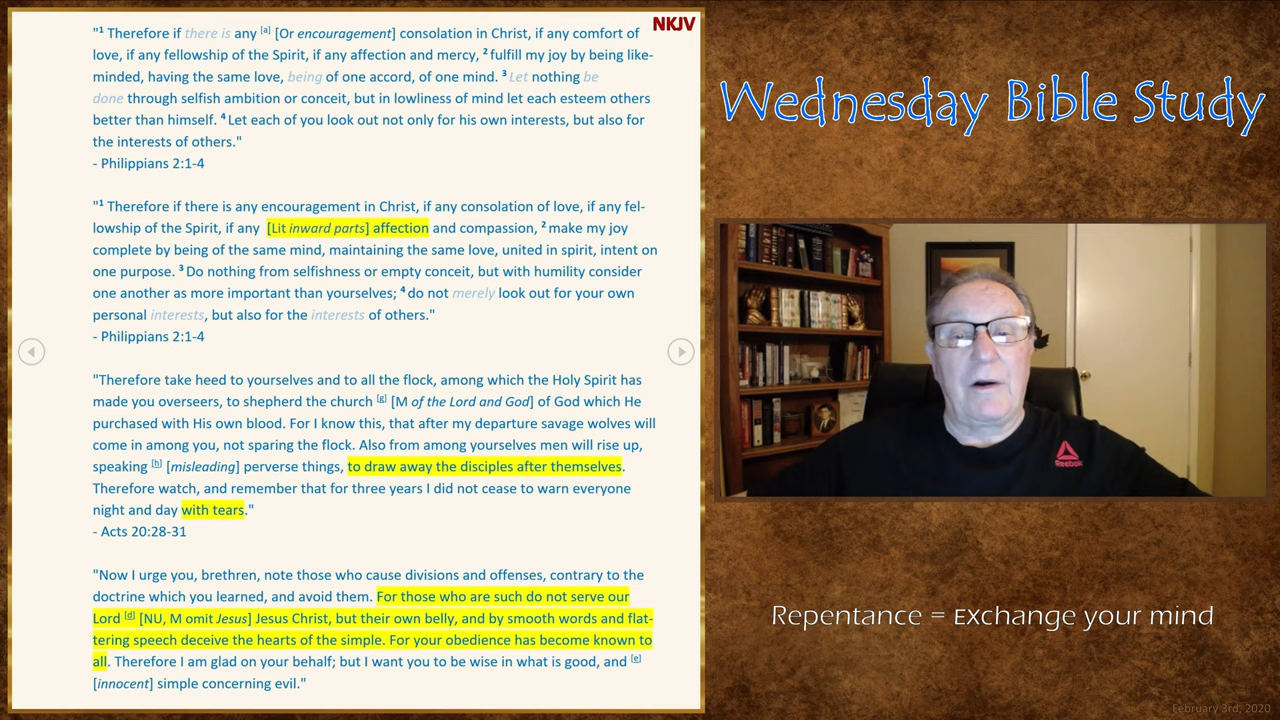 NKJV
"1 Therefore if there is any [a] [Or encouragement] consolation in Christ, if any comfort of
love, if any fellowship of the Spirit, if any affection and mercy, 2 fulfill my joy by being like-
minded, having the same love, being of one accord, of one mind. 3 Let nothing be
done through selfish ambition or conceit, but in lowliness of mind let each esteem others
better than himself. 4 Let each of you look out not only for his own interests, but also for
the interests of others."
- Philippians 2:1-4
"1 Therefore if there is any encouragement in Christ, if any consolation of love, if any fel-
lowship of the Spirit, if any [Lit inward parts] affection and compassion, 2 make my joy
complete by being of the same mind, maintaining the same love, united in spirit, intent on
one purpose. 3 Do nothing from selfishness or empty conceit, but with humility consider
one another as more important than yourselves; 4 do not merely look out for your own
personal interests, but also for the interests of others."
- Philippians 2:1-4
"Therefore take heed to yourselves and to all the flock, among which the Holy Spirit has
made you overseers, to shepherd the church [g] [M of the Lord and God] of God which He
purchased with His own blood. For I know this, that after my departure savage wolves will
come in among you, not sparing the flock. Also from among yourselves men will rise up,
speaking [h] [misleading] perverse things, to draw away the disciples after themselves.
Therefore watch, and remember that for three years I did not cease to warn everyone
night and day with tears."
- Acts 20:28-31
"Now I urge you, brethren, note those who cause divisions and offenses, contrary to the
doctrine which you learned, and avoid them. For those who are such do not serve our
Lord [d] [NU, M omit Jesus] Jesus Christ, but their own belly, and by smooth words and flat-
tering speech deceive the hearts of the simple. For your obedience has become known to
all. Therefore I am glad on your behalf; but I want you to be wise in what is good, and [e]
[innocent] simple concerning evil."
Wednesday Bible Study
Reebok
Repentance = EXchange your mind
February 3rd, 2020